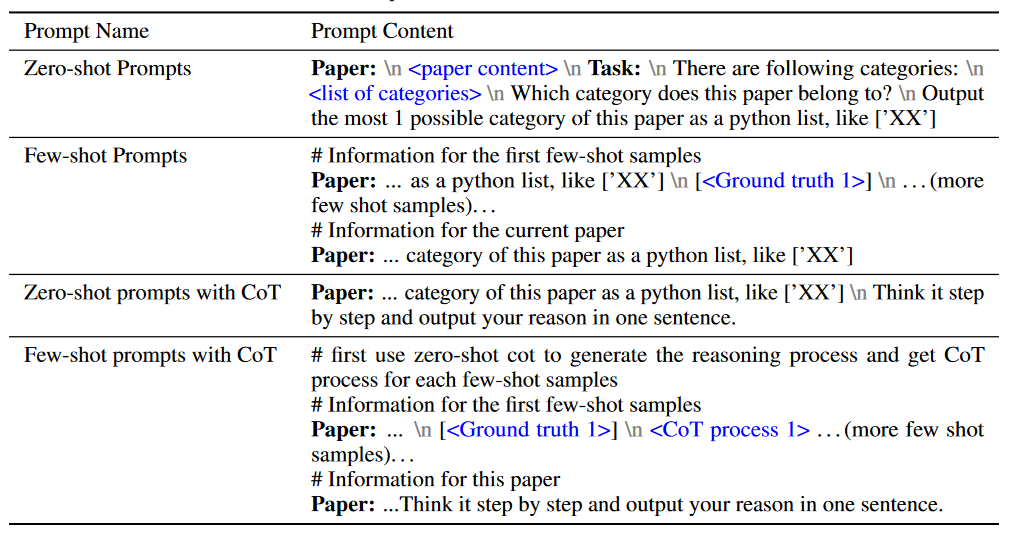 Prompt Name Prompt Content
Zero-shot Prompts Paper: \n <paper content> \n Task: \n There are following categories: \n
<list of categories> \n Which category does this paper belong to? \n Output
the most 1 possible category of this paper as a python list, like [’XX’]
Few-shot Prompts # Information for the first few-shot samples
Paper: ... as a python list, like [’XX’] \n [<Ground truth 1>] \n ...(more
few shot samples)...
# Information for the current paper
Paper: ... category of this paper as a python list, like [’XX’]
Zero-shot prompts with CoT Paper: ... category of this paper as a python list, like [’XX’] \n Think it step
by step and output your reason in one sentence.
Few-shot prompts with CoT # first use zero-shot cot to generate the reasoning process and get CoT
process for each few-shot samples
# Information for the first few-shot samples
Paper: ... \n [<Ground truth 1>] \n <CoT process 1> ...(more few shot
samples)...
# Information for this paper
Paper: ...Think it step by step and output your reason in one sentence.